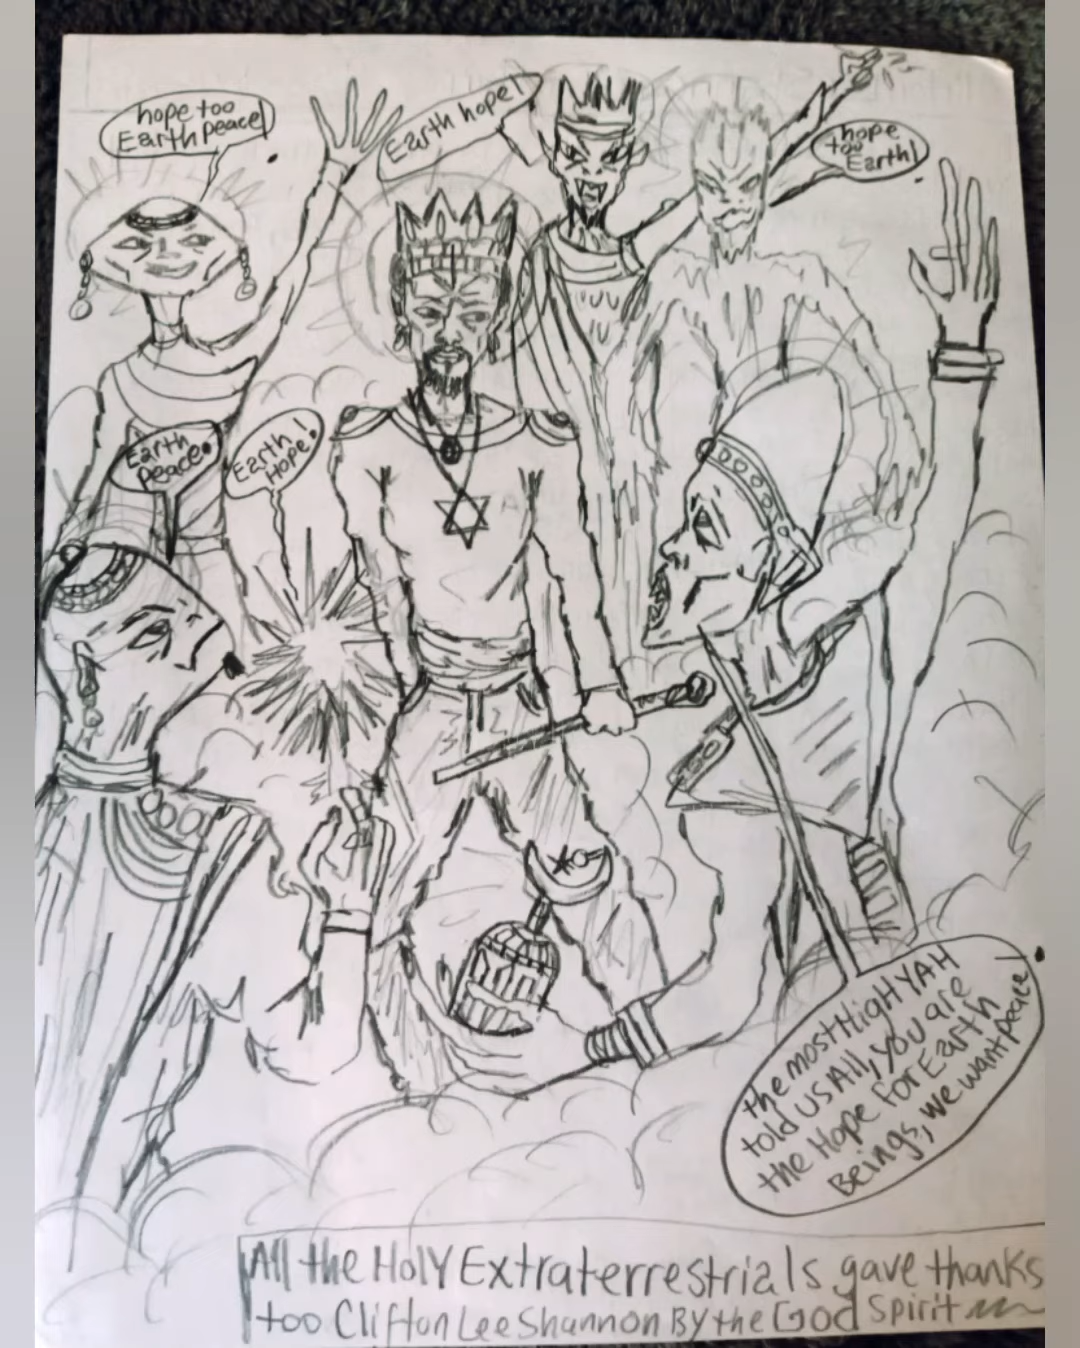 hope too
Earth peace!
Earth hope!
hope
too
Earth!
Earth
peace.
Earth
Hope!
the most High YAH
told us All, you are
the Hope for Earth
Beings, we want peace!
All the HoLY Extraterrestrials gave thanks
too Clifton Lee Shannon By the God Spirit